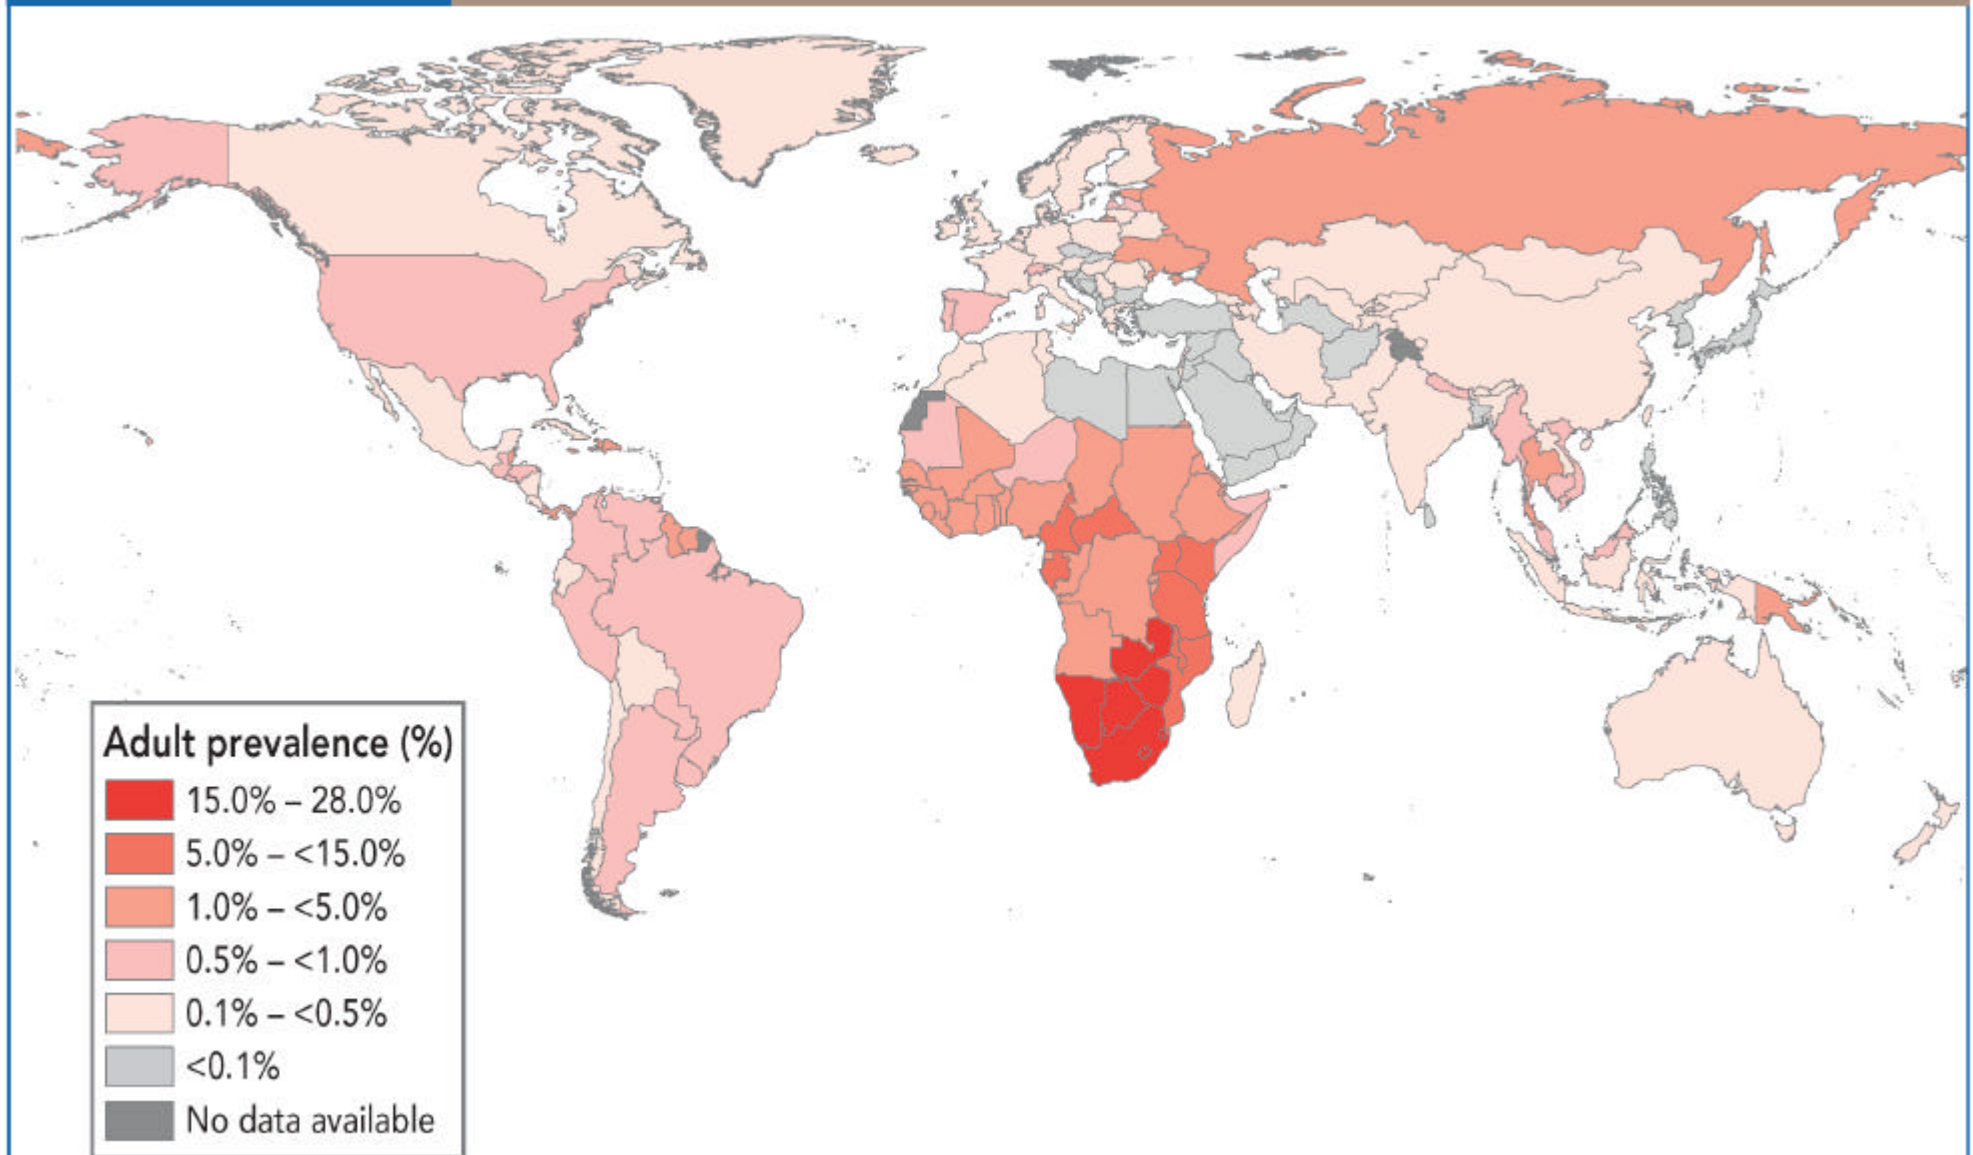 Adult prevalence (%)
15.0% – 28.0%
5.0% – <15.0%
1.0% – <5.0%
0.5% – <1.0%
0.1% – <0.5%
<0.1%
No data available